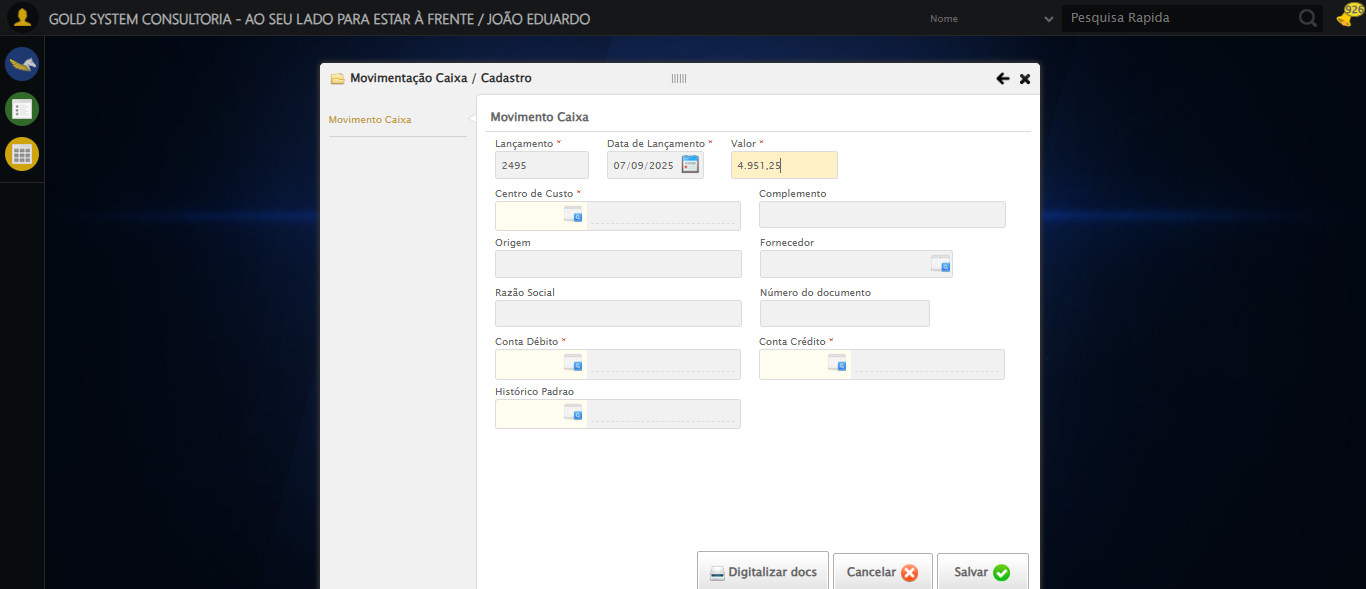 GOLD SYSTEM CONSULTORIA - AO SEU LADO PARA ESTAR À FRENTE / JOÃO EDUARDO
Nome
Pesquisa Rapida
926
Movimentação Caixa / Cadastro
Movimento Caixa
Movimento Caixa
Lançamento * Data de Lançamento * Valor *
2495 07/09/2025 4.951,25
Centro de Custo * Complemento
Origem Fornecedor
Razão Social Número do documento
Conta Débito * Conta Crédito *
Histórico Padrao
Digitalizar docs Cancelar Salvar